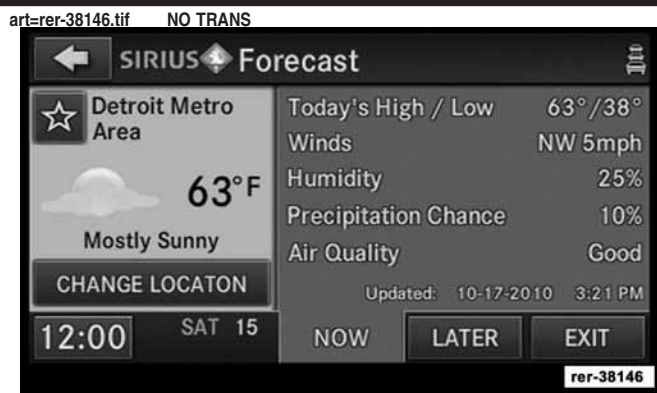 art=rer-38146.tif NO TRANS
SIRIUS Forecast
Detroit Metro
Area
63°F
Mostly Sunny
CHANGE LOCATON
Today's High / Low 63°/38°
Winds NW 5mph
Humidity 25%
Precipitation Chance 10%
Air Quality Good
Updated: 10-17-2010 3:21 PM
12:00 SAT 15 NOW LATER EXIT
rer-38146